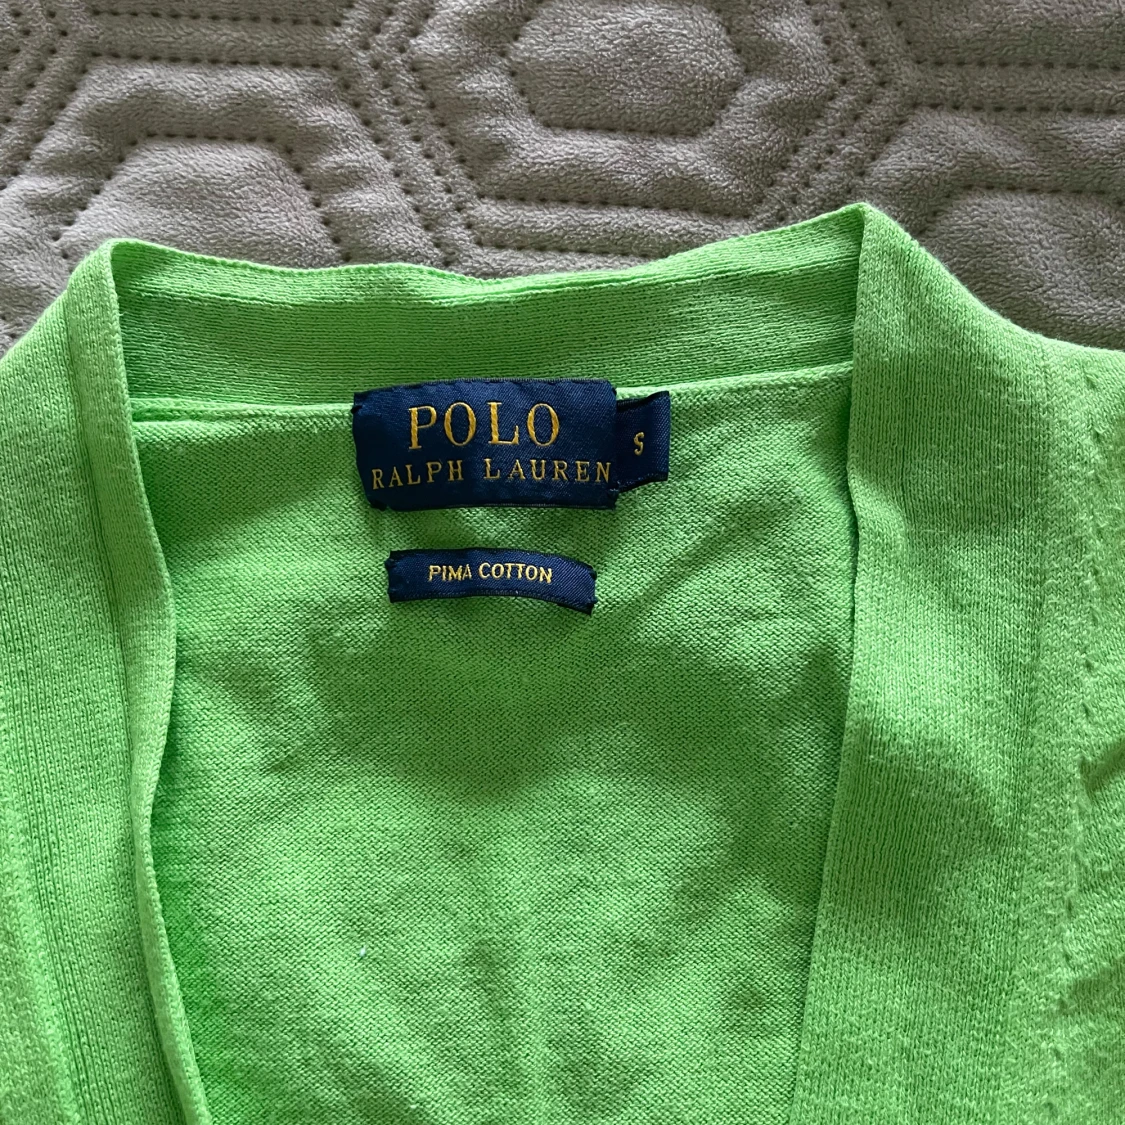 POLO
RALPH LAUREN
S
PIMA COTTON